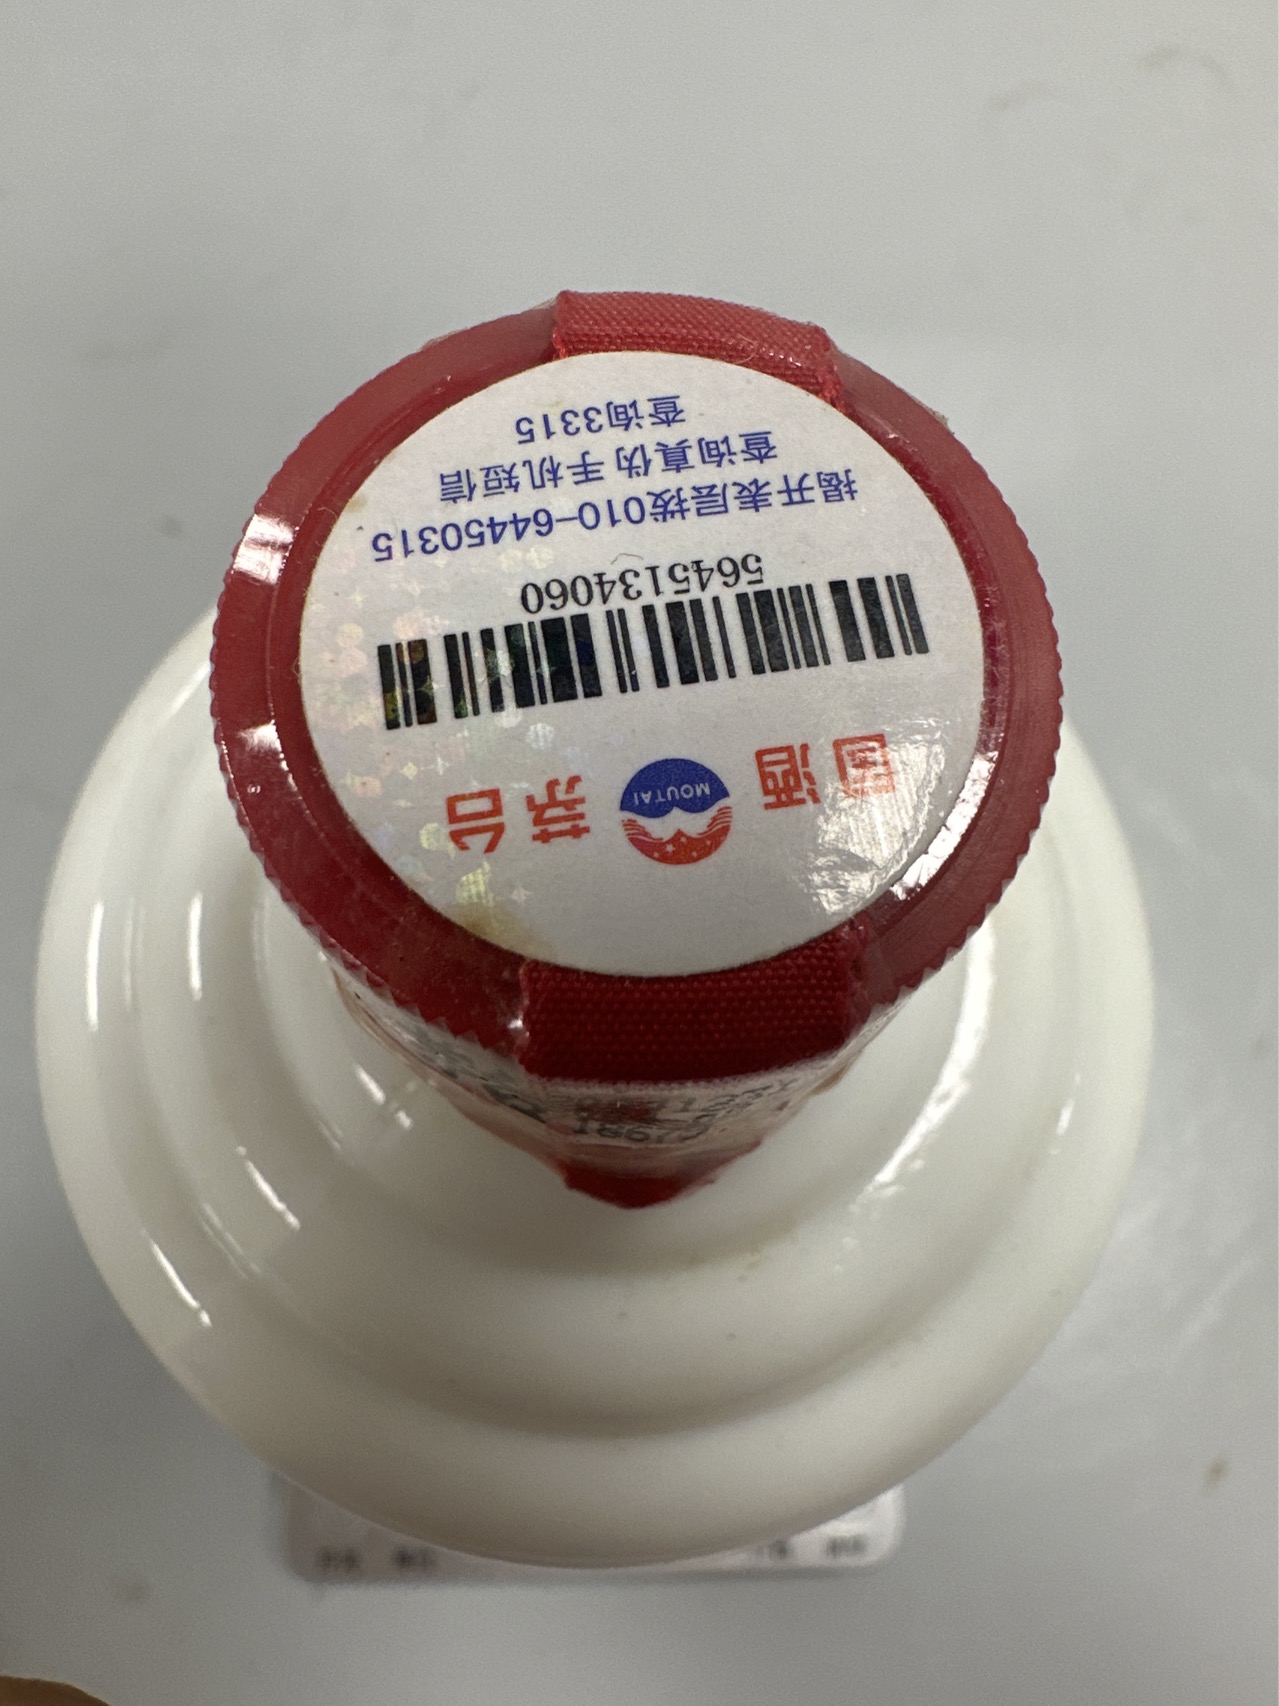 国酒 MOUTAI 茅台
5645134060
揭开表层拨010-64450315
查询真伪 手机短信
查询3315